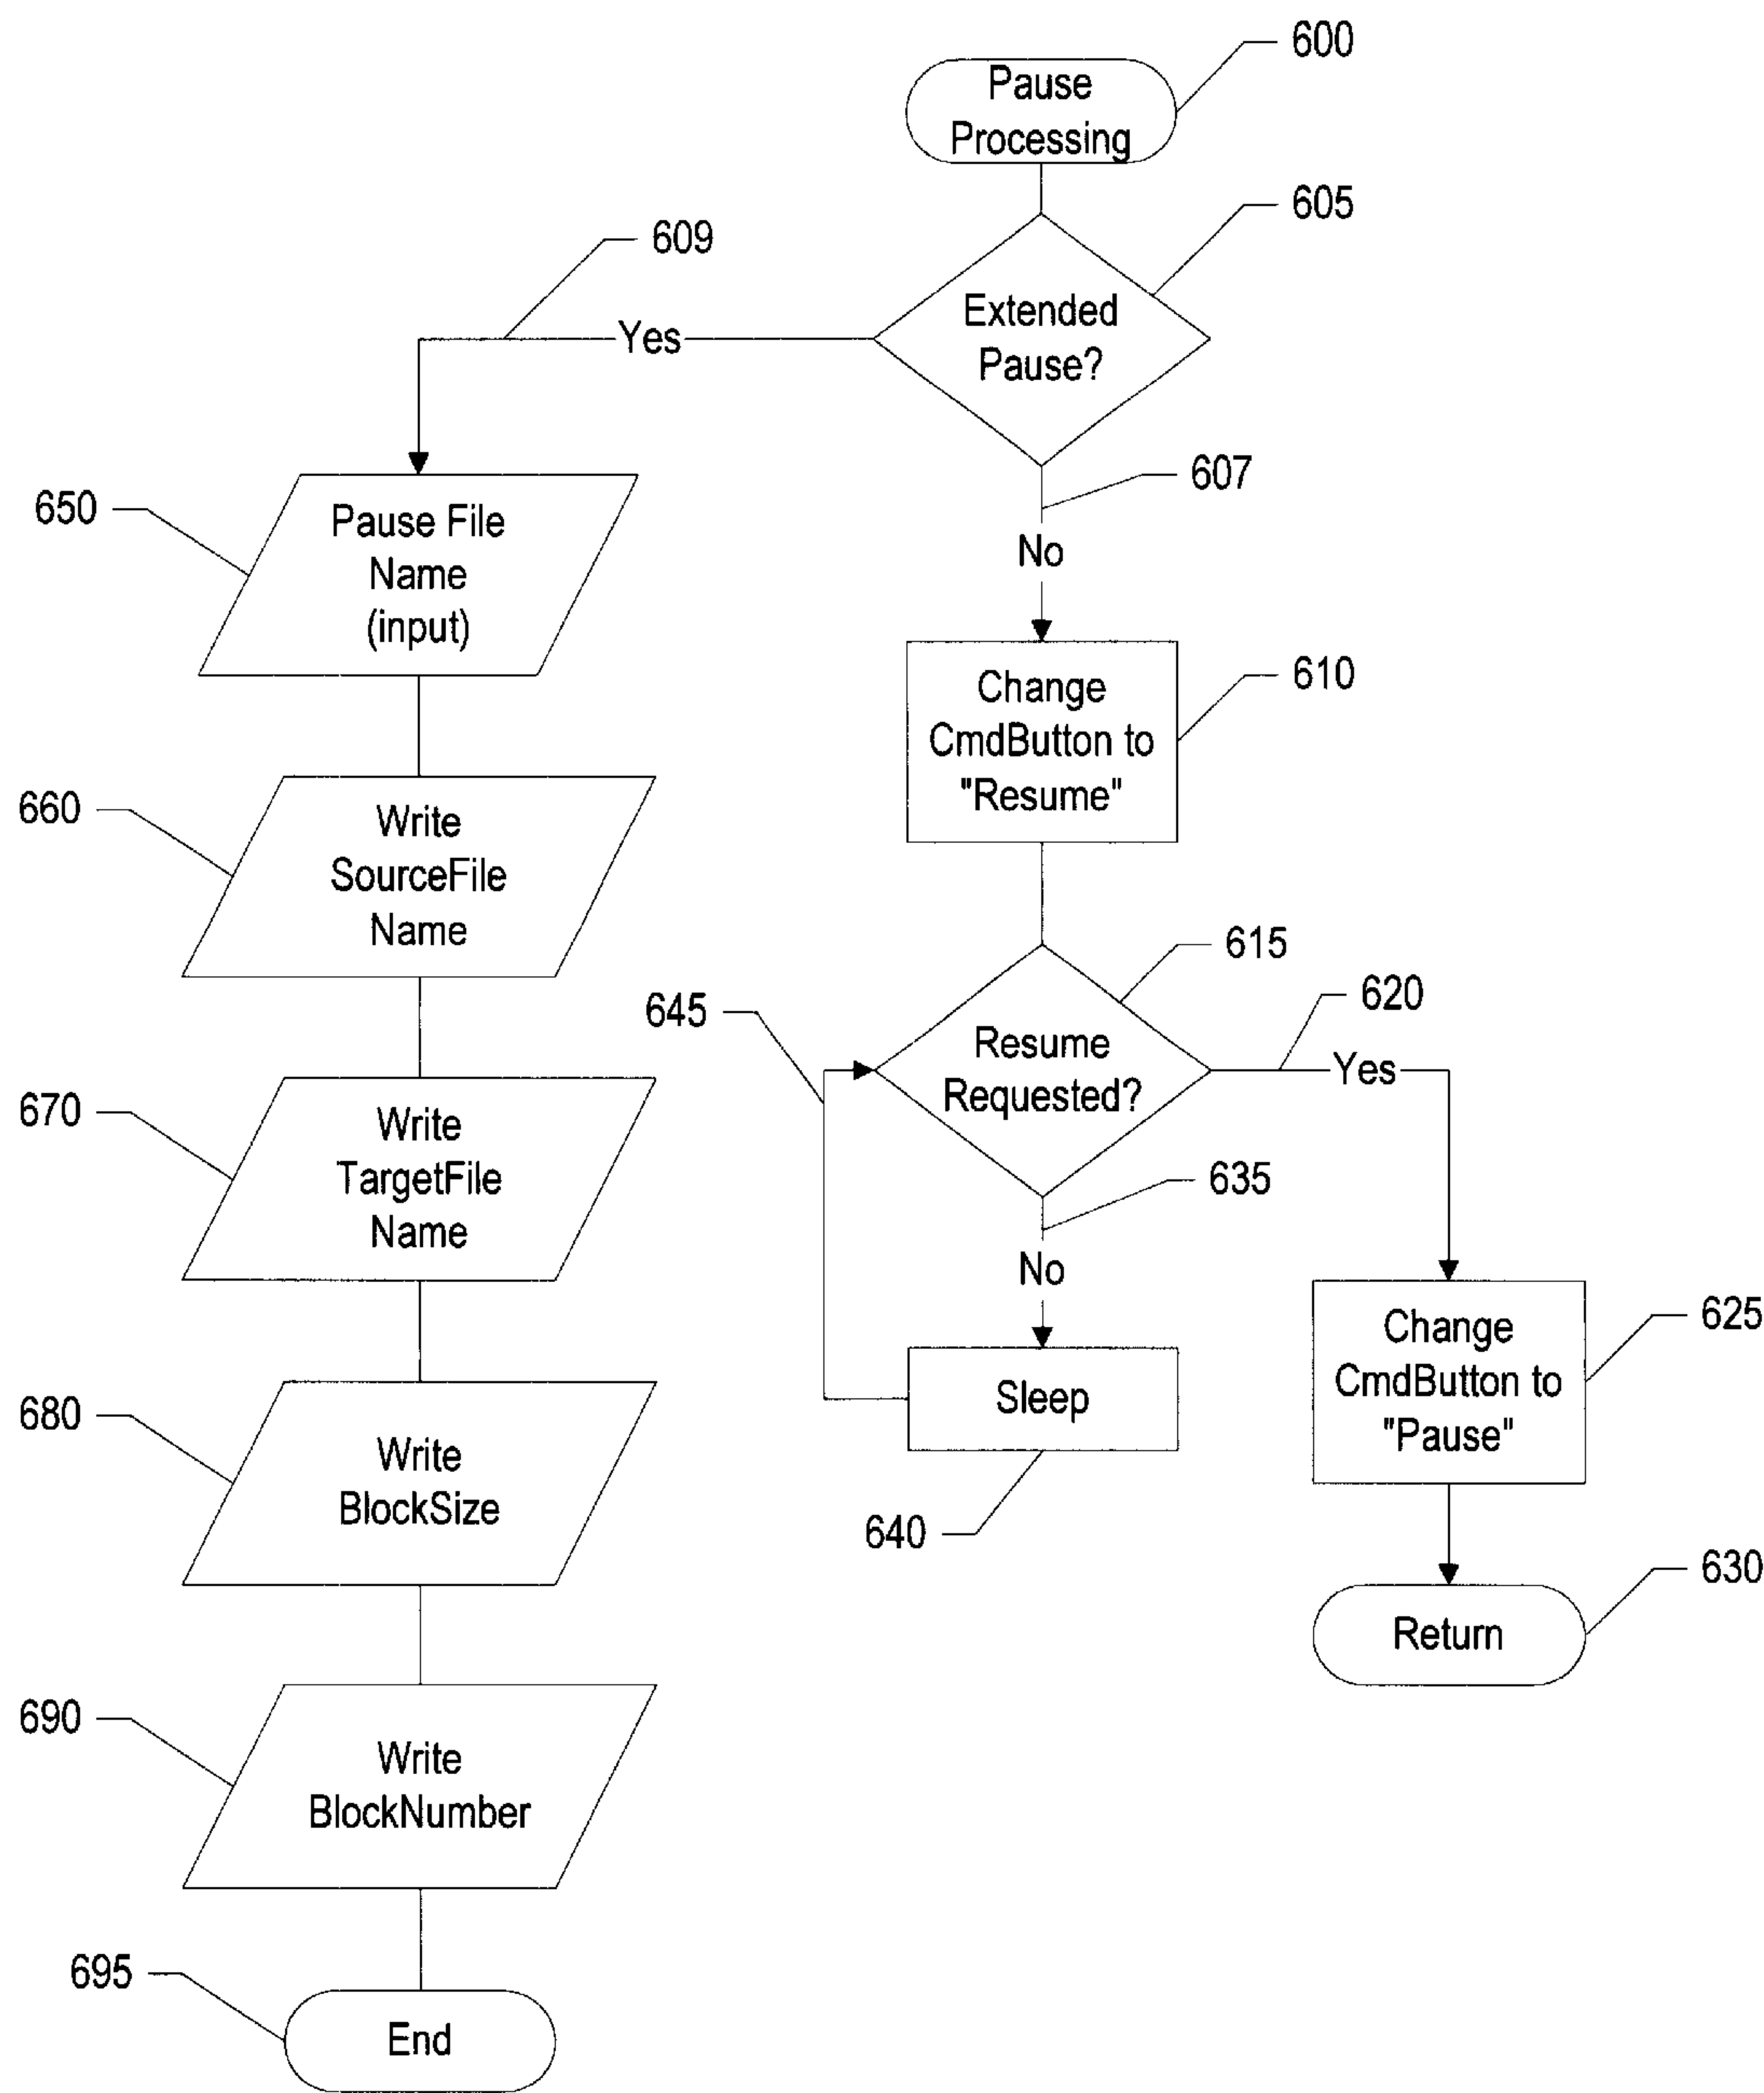 600
Pause
Processing
605
609
Extended
Pause?
Yes
607
No
650
Pause File
Name
(input)
610
Change
CmdButton to
"Resume"
660
Write
SourceFile
Name
615
620
645
Resume
Requested?
Yes
670
Write
TargetFile
Name
635
No
625
Change
CmdButton to
"Pause"
Sleep
680
Write
BlockSize
640
630
Return
690
Write
BlockNumber
695
End